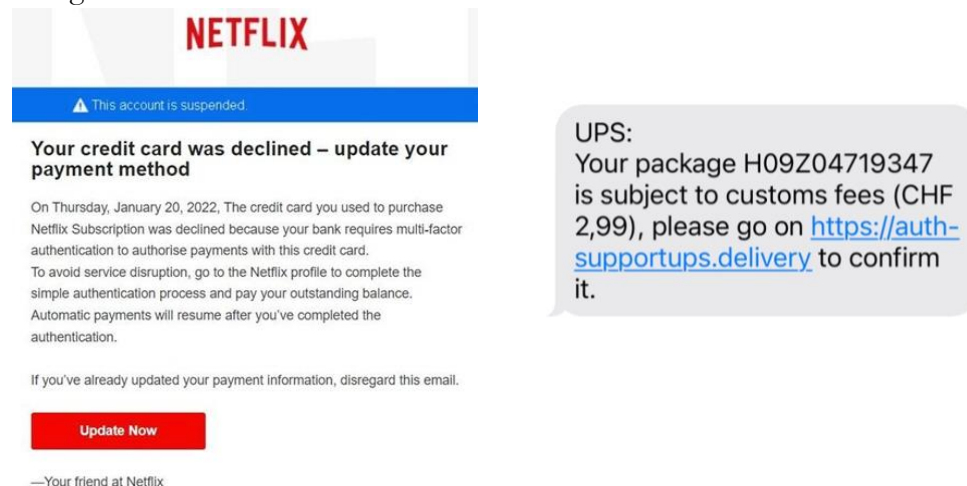 NETFLIX
This account is suspended.
Your credit card was declined – update your
payment method
On Thursday, January 20, 2022, The credit card you used to purchase
Netflix Subscription was declined because your bank requires multi-factor
authentication to authorise payments with this credit card.
To avoid service disruption, go to the Netflix profile to complete the
simple authentication process and pay your outstanding balance.
Automatic payments will resume after you've completed the
authentication.
If you've already updated your payment information, disregard this email.
Update Now
—Your friend at Netflix
UPS:
Your package H09Z04719347
is subject to customs fees (CHF
2,99), please go on https://auth-
supportups.delivery to confirm
it.